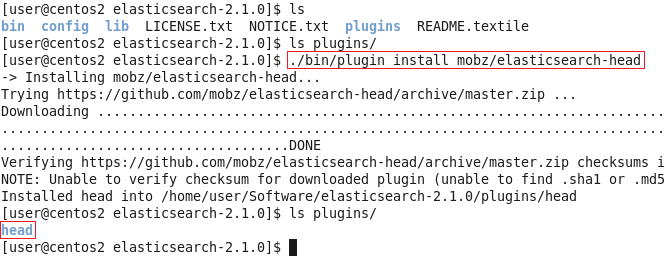 [user@centos2 elasticsearch-2.1.0]$ ls
bin  config  lib  LICENSE.txt  NOTICE.txt  plugins  README.textile
[user@centos2 elasticsearch-2.1.0]$ ls plugins/
[user@centos2 elasticsearch-2.1.0]$ ./bin/plugin install mobz/elasticsearch-head
-> Installing mobz/elasticsearch-head...
Trying https://github.com/mobz/elasticsearch-head/archive/master.zip ...
Downloading .......................................................................
...................................................................................
....................................DONE
Verifying https://github.com/mobz/elasticsearch-head/archive/master.zip checksums i
NOTE: Unable to verify checksum for downloaded plugin (unable to find .sha1 or .md5
Installed head into /home/user/Software/elasticsearch-2.1.0/plugins/head
[user@centos2 elasticsearch-2.1.0]$ ls plugins/
head
[user@centos2 elasticsearch-2.1.0]$